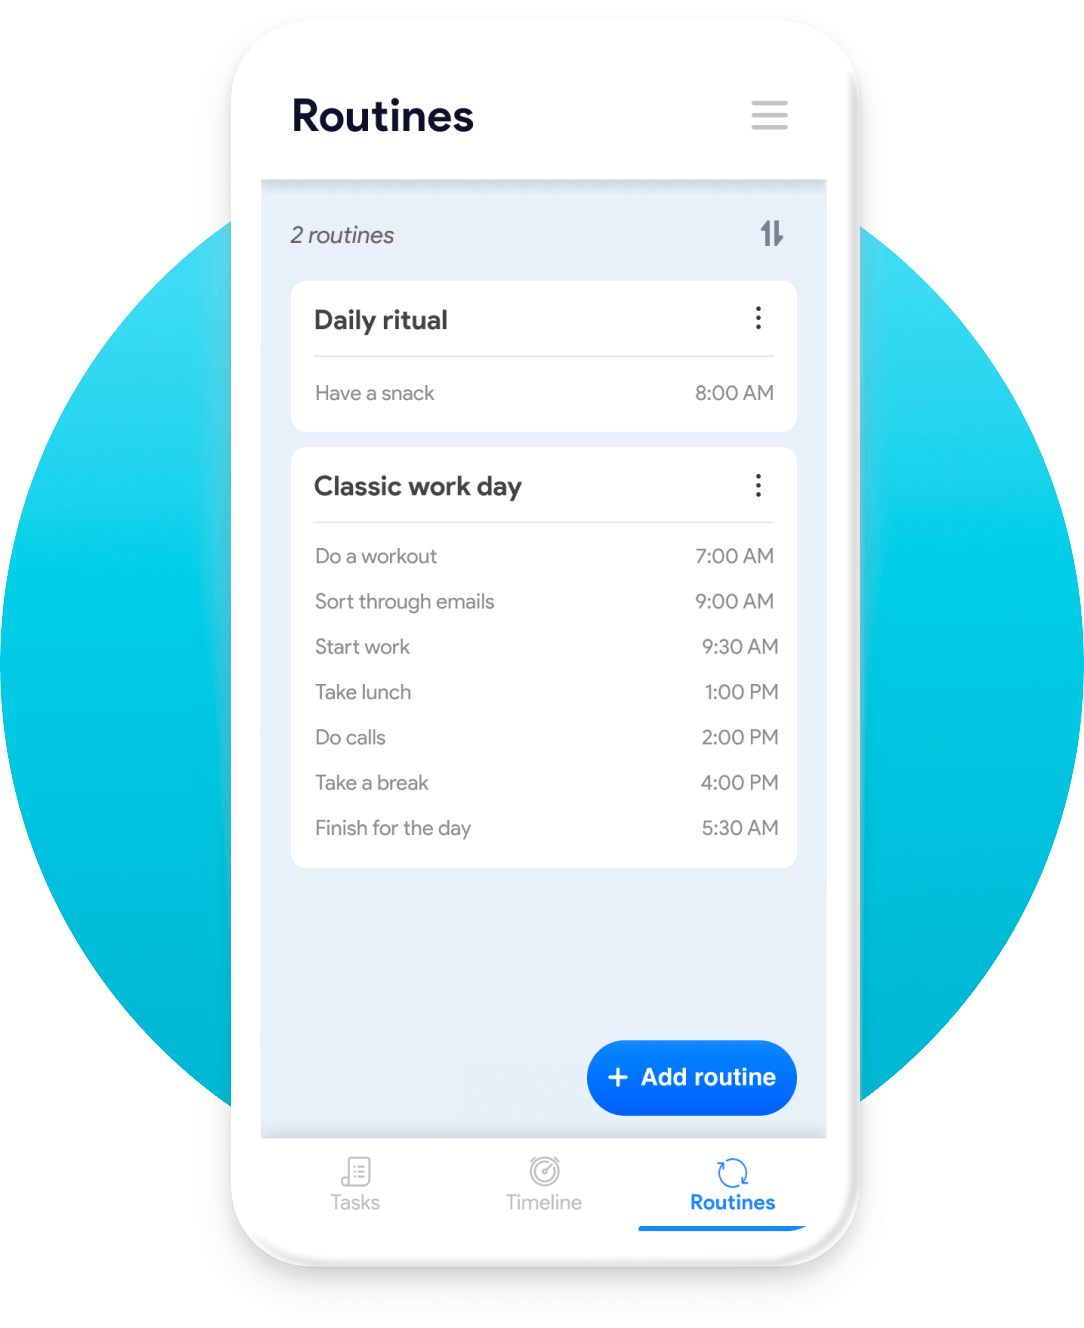 Routines
2 routines
Daily ritual
Have a snack 8:00 AM
Classic work day
Do a workout 7:00 AM
Sort through emails 9:00 AM
Start work 9:30 AM
Take lunch 1:00 PM
Do calls 2:00 PM
Take a break 4:00 PM
Finish for the day 5:30 AM
+ Add routine
Tasks Timeline Routines